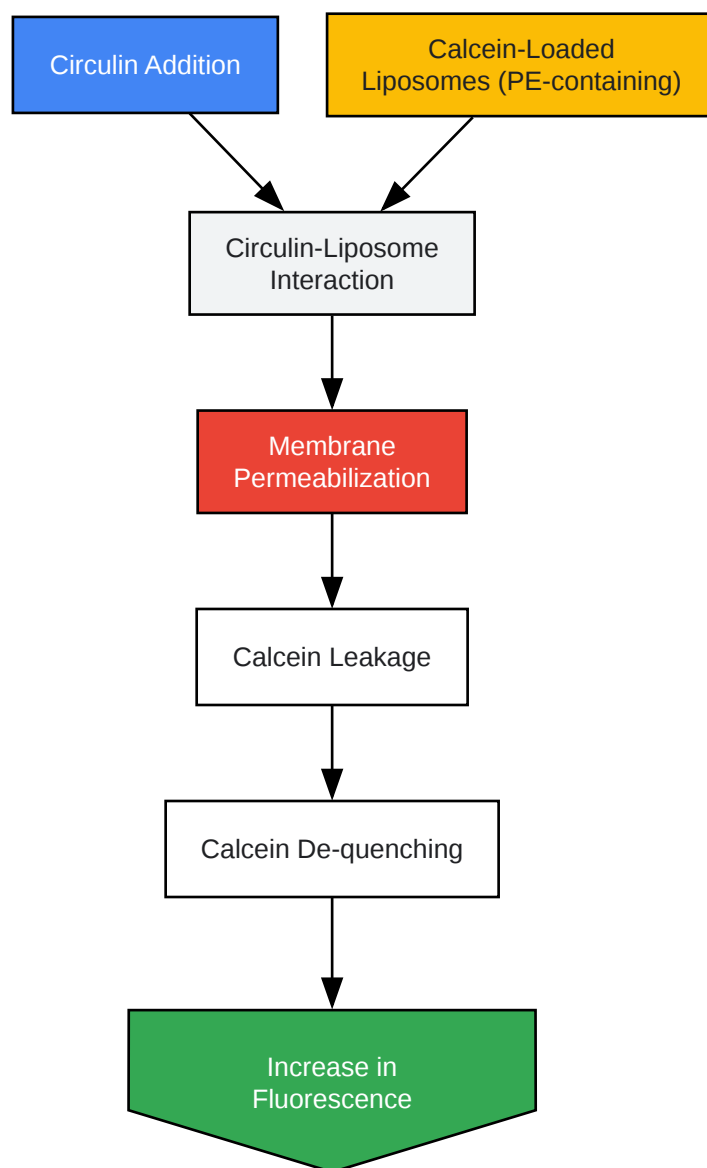 Circulin Addition
Calcein-Loaded
Liposomes (PE-containing)
Circulin-Liposome
Interaction
Membrane
Permeabilization
Calcein Leakage
Calcein De-quenching
Increase in
Fluorescence